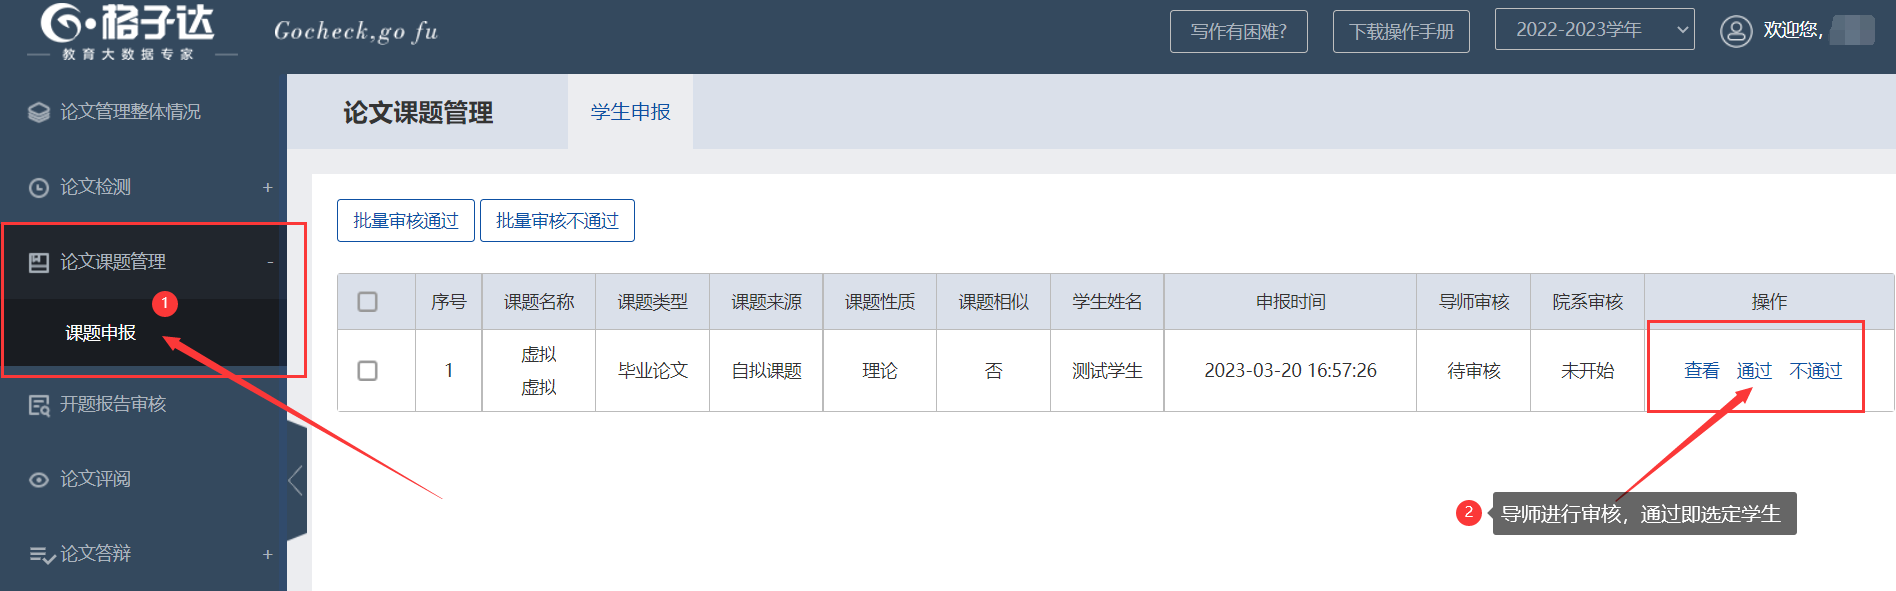 格子达
教育大数据专家
Gocheck,go fu
写作有困难?
下载操作手册
2022-2023学年
欢迎您,
论文管理整体情况
论文检测 +
论文课题管理 -
1
课题申报
开题报告审核
论文评阅
论文答辩 +
论文课题管理 学生申报
批量审核通过 批量审核不通过
序号 课题名称 课题类型 课题来源 课题性质 课题相似 学生姓名 申报时间 导师审核 院系审核 操作
1 虚拟 毕业论文 自拟课题 理论 否 测试学生 2023-03-20 16:57:26 待审核 未开始 查看 通过 不通过
虚拟
2 导师进行审核，通过即选定学生